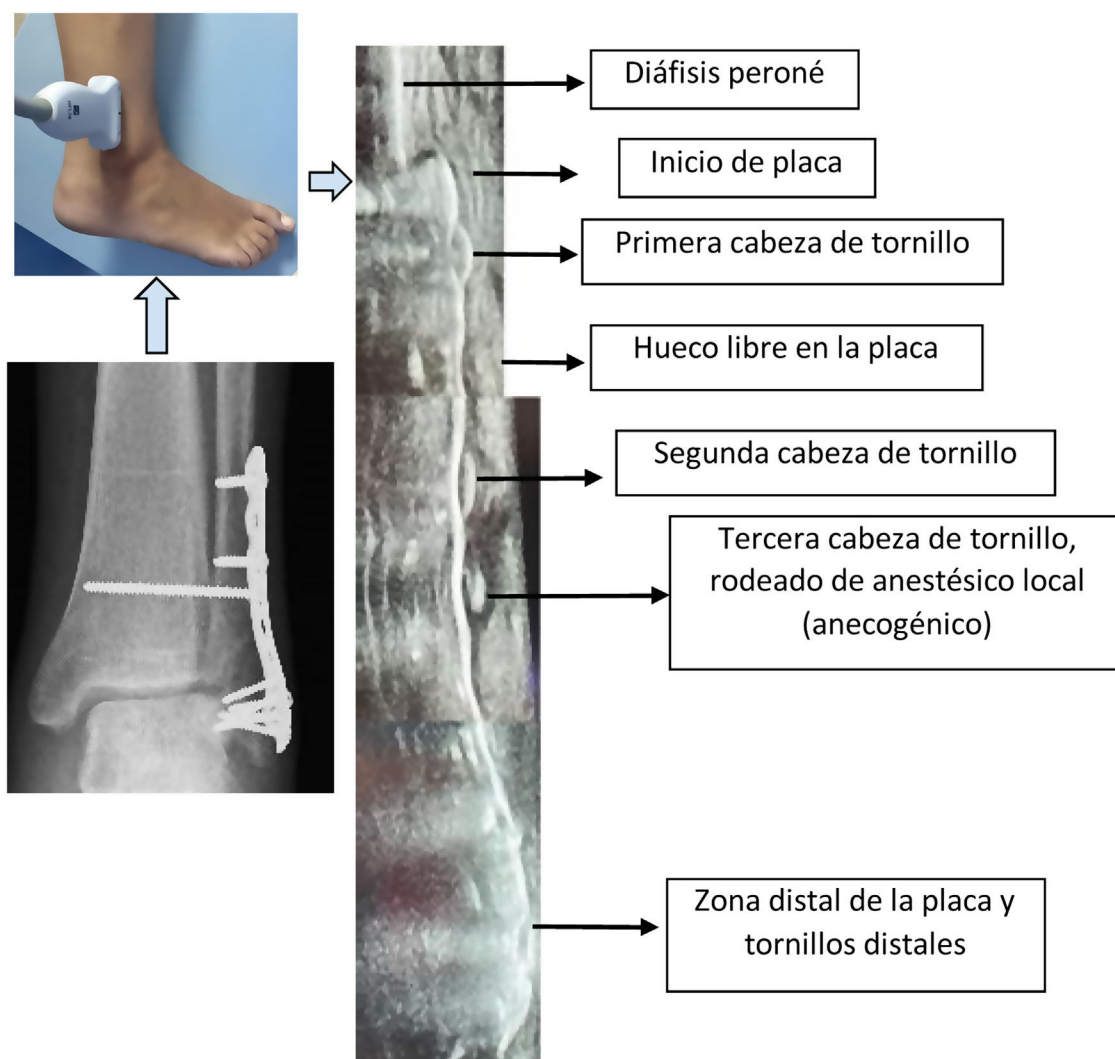 Diáfisis peroné
Inicio de placa
Primera cabeza de tornillo
Hueco libre en la placa
Segunda cabeza de tornillo
Tercera cabeza de tornillo,
rodeado de anestésico local
(anecogénico)
Zona distal de la placa y
tornillos distales